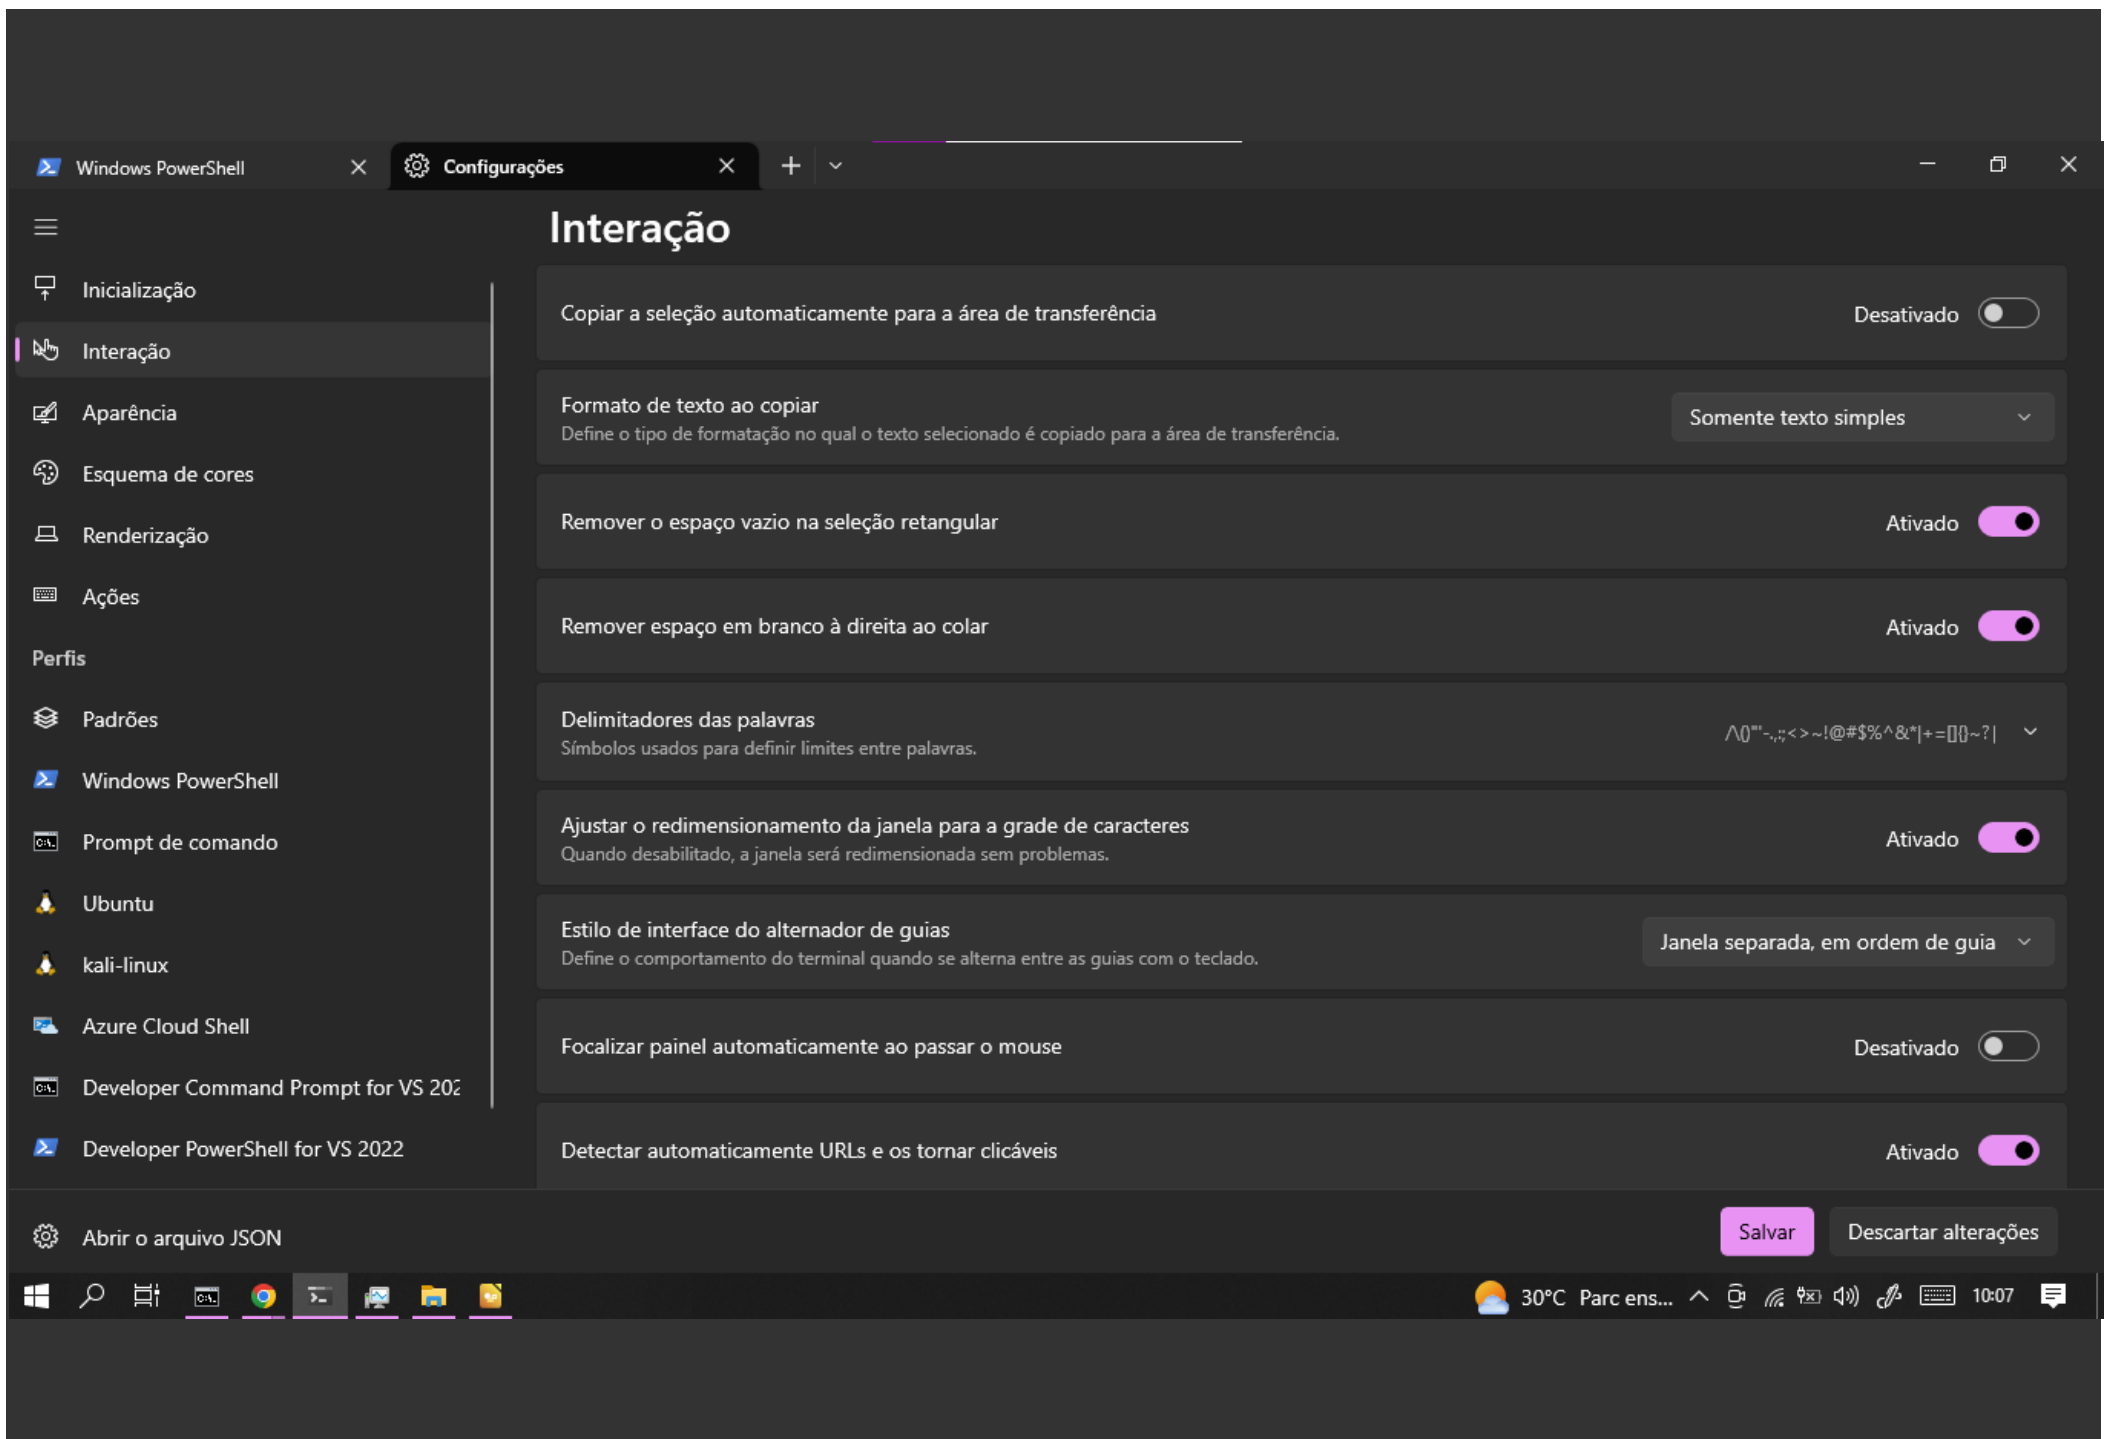 Windows PowerShell
Configurações
Interação
Inicialização
Interação
Aparência
Esquema de cores
Renderização
Ações
Perfis
Padrões
Windows PowerShell
Prompt de comando
Ubuntu
kali-linux
Azure Cloud Shell
Developer Command Prompt for VS 202
Developer PowerShell for VS 2022
Abrir o arquivo JSON
Copiar a seleção automaticamente para a área de transferência
Desativado
Formato de texto ao copiar
Define o tipo de formatação no qual o texto selecionado é copiado para a área de transferência.
Somente texto simples
Remover o espaço vazio na seleção retangular
Ativado
Remover espaço em branco à direita ao colar
Ativado
Delimitadores das palavras
Símbolos usados para definir limites entre palavras.
/\()"'-.,:;<>~!@#$%^&*|+=[]{}~?|
Ajustar o redimensionamento da janela para a grade de caracteres
Quando desabilitado, a janela será redimensionada sem problemas.
Ativado
Estilo de interface do alternador de guias
Define o comportamento do terminal quando se alterna entre as guias com o teclado.
Janela separada, em ordem de guia
Focalizar painel automaticamente ao passar o mouse
Desativado
Detectar automaticamente URLs e os tornar clicáveis
Ativado
Salvar
Descartar alterações
30°C Parc ens...
10:07